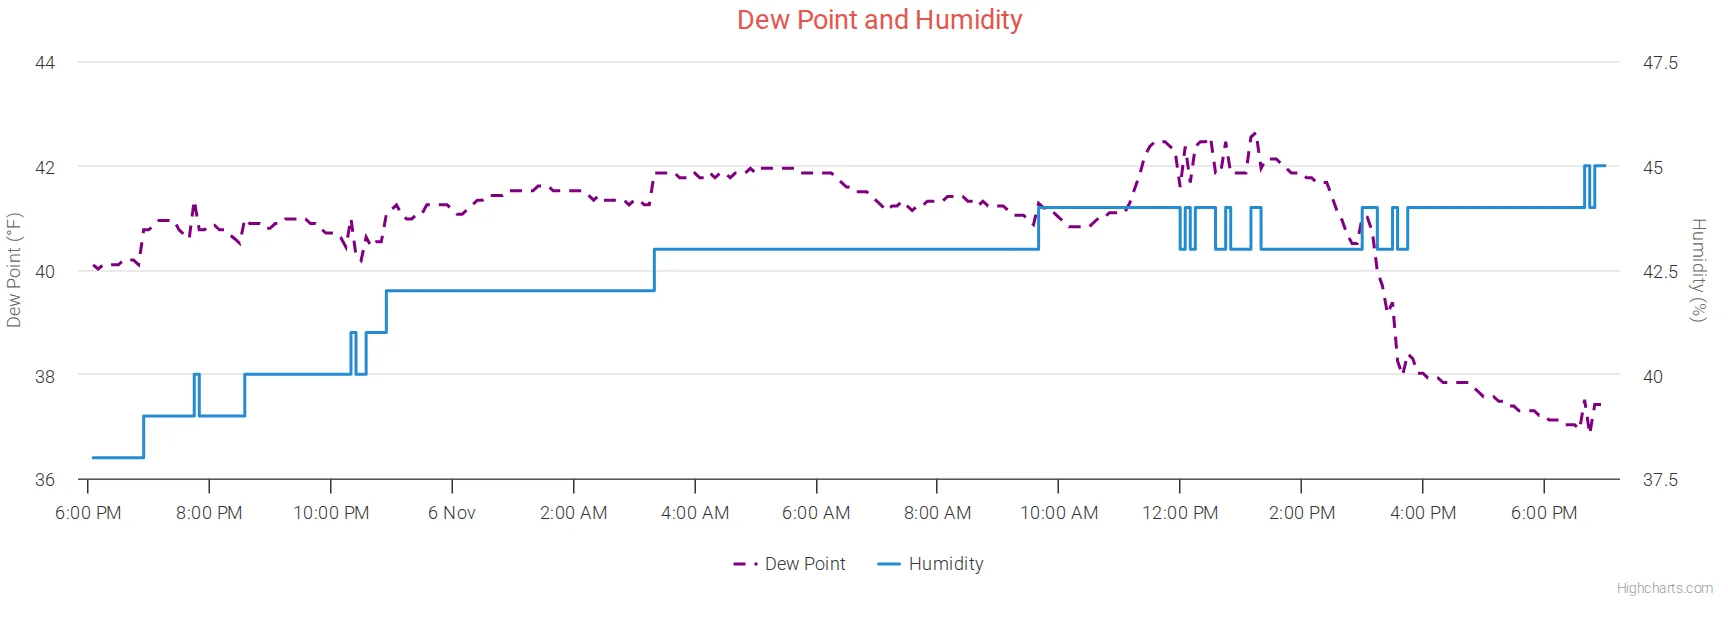 Dew Point and Humidity
44
42
40
38
36
Dew Point (°F)
47.5
45
42.5
40
37.5
Humidity (%)
6:00 PM 8:00 PM 10:00 PM 6 Nov 2:00 AM 4:00 AM 6:00 AM 8:00 AM 10:00 AM 12:00 PM 2:00 PM 4:00 PM 6:00 PM
Dew Point Humidity
Highcharts.com